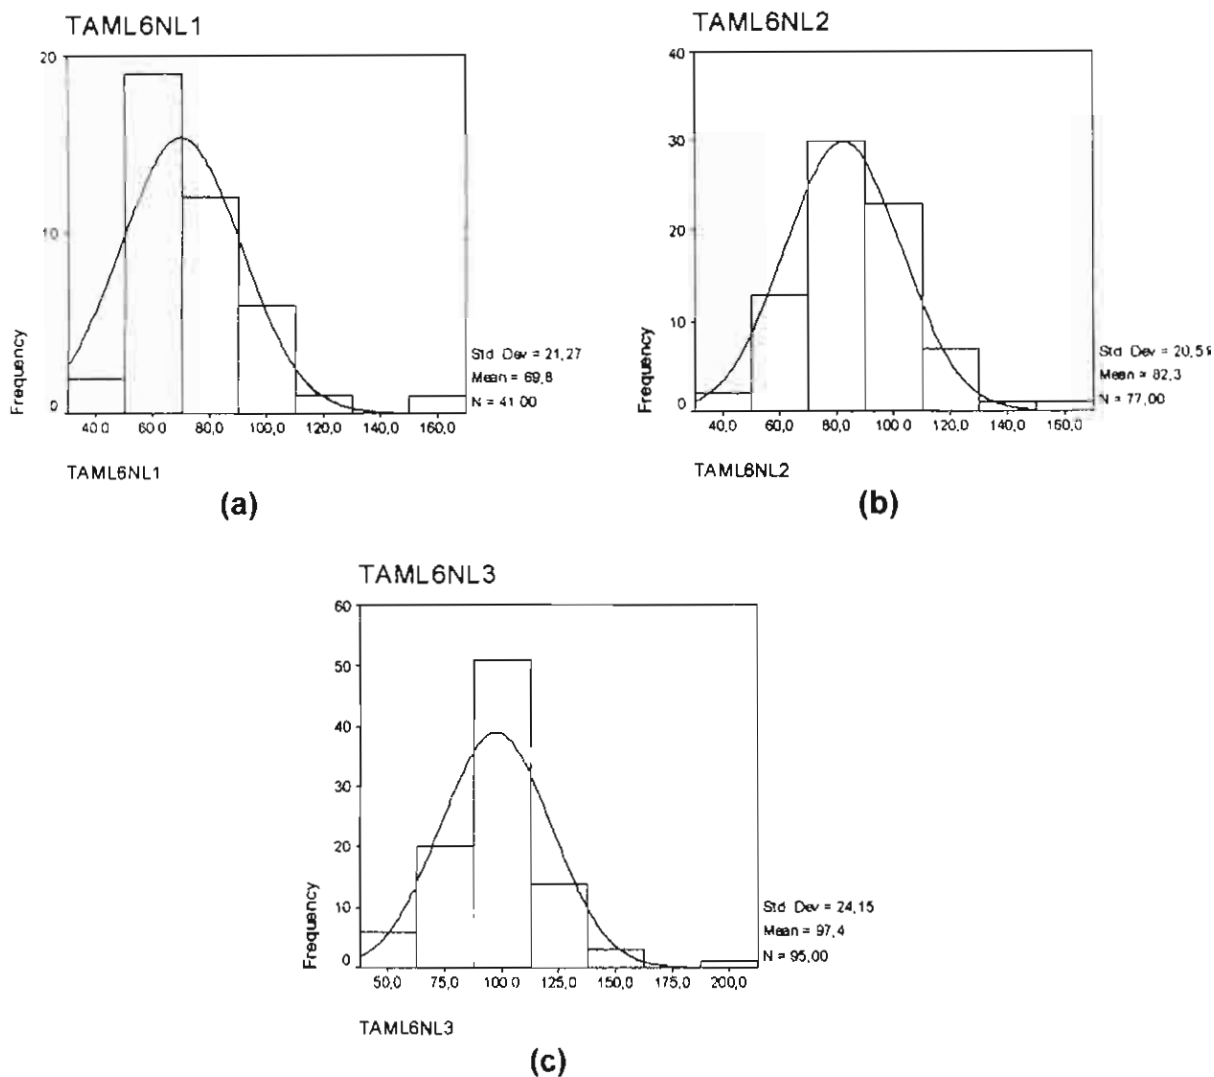 TAML6NL1
20
10
0
Frequency
40.0 60.0 80,0 100.0 120,0 140.0 160.0
Std Dev = 21,27
Mean = 69,8
N = 41 00
TAML6NL1
(a)
TAML6NL2
40
30
20
10
0
Frequency
40.0 60.0 80.0 100 0 120.0 140.0 160,0
Std Dev = 20,59
Mean = 82,3
N = 77,00
TAML6NL2
(b)
TAML6NL3
60
50
40
30
20
10
0
Frequency
50,0 75,0 100 0 125,0 150,0 175,0 200,0
Std Dev = 24,15
Mean = 97,4
N = 95,00
TAML6NL3
(c)